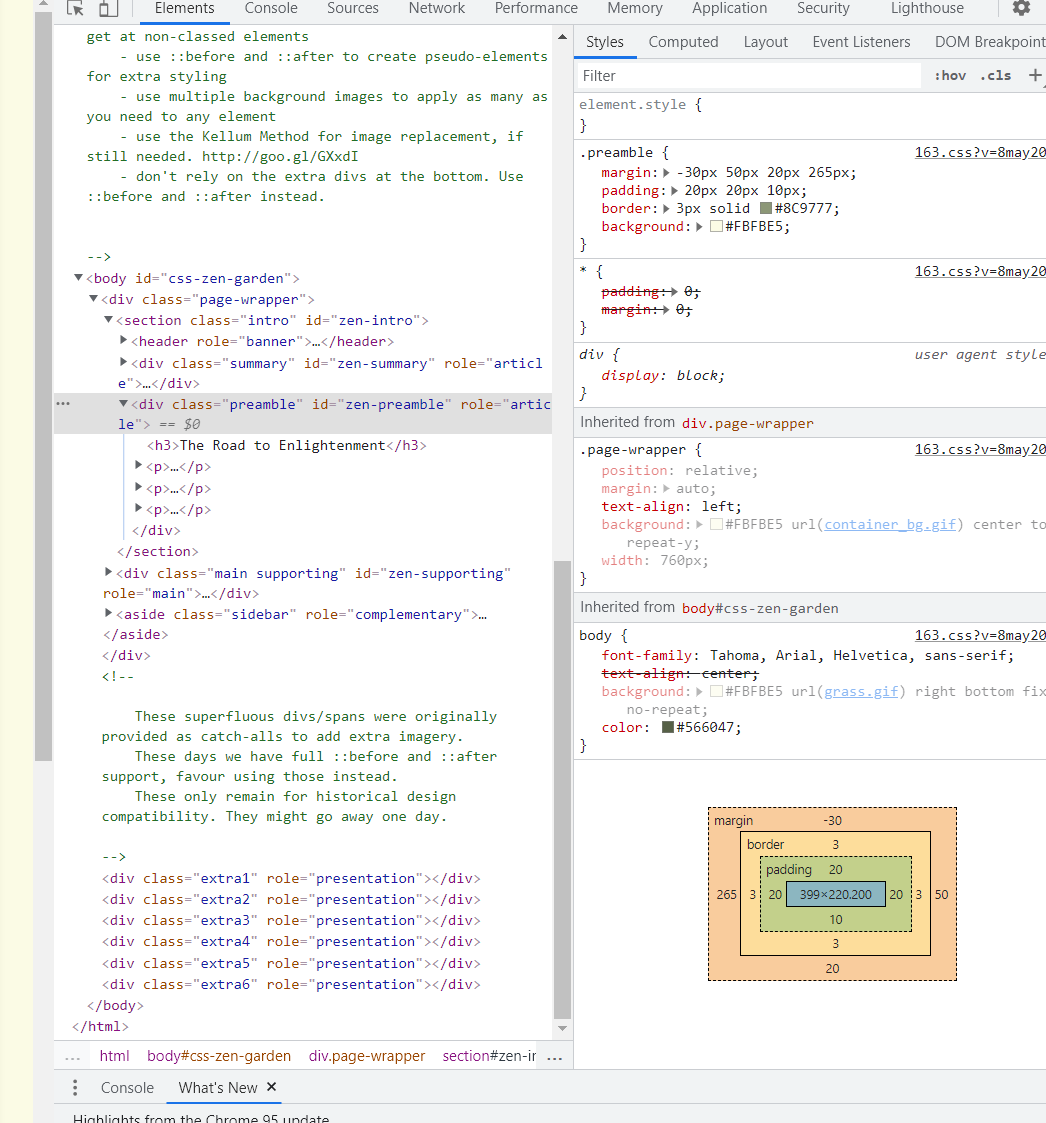 Elements Console Sources Network Performance Memory Application Security Lighthouse
get at non-classed elements
- use ::before and ::after to create pseudo-elements
for extra styling
- use multiple background images to apply as many as
you need to any element
- use the Kellum Method for image replacement, if
still needed. http://goo.gl/GXxdI
- don't rely on the extra divs at the bottom. Use
::before and ::after instead.
-->
▼<body id="css-zen-garden">
▼<div class="page-wrapper">
▼<section class="intro" id="zen-intro">
▶<header role="banner">…</header>
▶<div class="summary" id="zen-summary" role="articl
e">…</div>
… ▼<div class="preamble" id="zen-preamble" role="artic
le"> == $0
<h3>The Road to Enlightenment</h3>
▶<p>…</p>
▶<p>…</p>
▶<p>…</p>
</div>
</section>
▶<div class="main supporting" id="zen-supporting"
role="main">…</div>
▶<aside class="sidebar" role="complementary">…
</aside>
</div>
<!--
These superfluous divs/spans were originally
provided as catch-alls to add extra imagery.
These days we have full ::before and ::after
support, favour using those instead.
These only remain for historical design
compatibility. They might go away one day.
-->
<div class="extra1" role="presentation"></div>
<div class="extra2" role="presentation"></div>
<div class="extra3" role="presentation"></div>
<div class="extra4" role="presentation"></div>
<div class="extra5" role="presentation"></div>
<div class="extra6" role="presentation"></div>
</body>
</html>
... html body#css-zen-garden div.page-wrapper section#zen-ir ...
Styles Computed Layout Event Listeners DOM Breakpoint
Filter :hov .cls +
element.style {
}
.preamble { 163.css?v=8may20
margin:▶ -30px 50px 20px 265px;
padding:▶ 20px 20px 10px;
border:▶ 3px solid #8C9777;
background:▶ #FBFBE5;
}
* { 163.css?v=8may20
padding:▶ 0;
margin:▶ 0;
}
div { user agent style
display: block;
}
Inherited from div.page-wrapper
.page-wrapper { 163.css?v=8may20
position: relative;
margin:▶ auto;
text-align: left;
background:▶ #FBFBE5 url(container_bg.gif) center to
repeat-y;
width: 760px;
}
Inherited from body#css-zen-garden
body { 163.css?v=8may20
font-family: Tahoma, Arial, Helvetica, sans-serif;
text-align: center;
background:▶ #FBFBE5 url(grass.gif) right bottom fix
no-repeat;
color: #566047;
}
margin -30
border 3
padding 20
265 3 20 399×220.200 20 3 50
10
3
20
Console What's New ×
Highlights from the Chrome 95 update